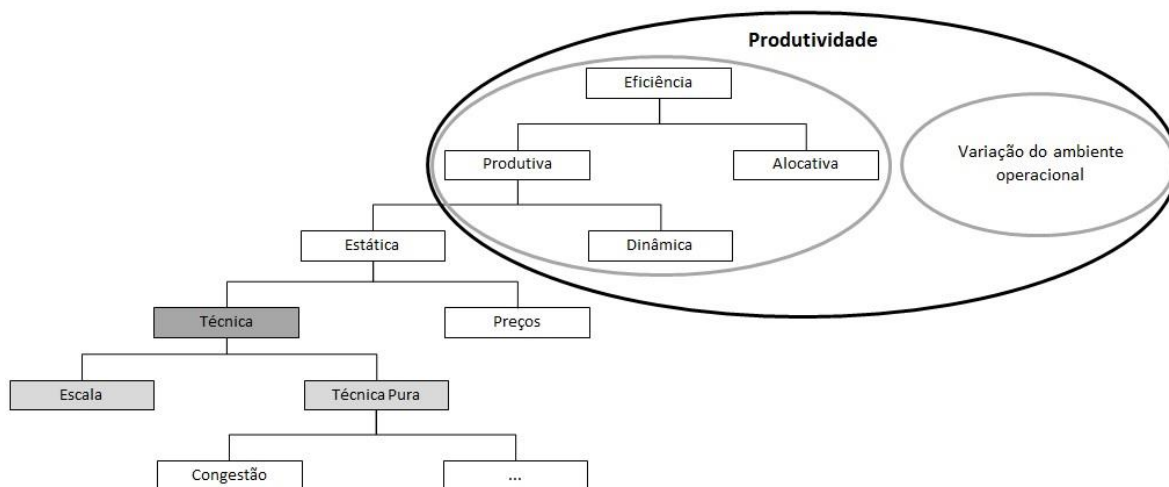 Produtividade
Eficiência
Produtiva
Alocativa
Variação do ambiente
operacional
Estática
Dinâmica
Técnica
Preços
Escala
Técnica Pura
Congestão
...